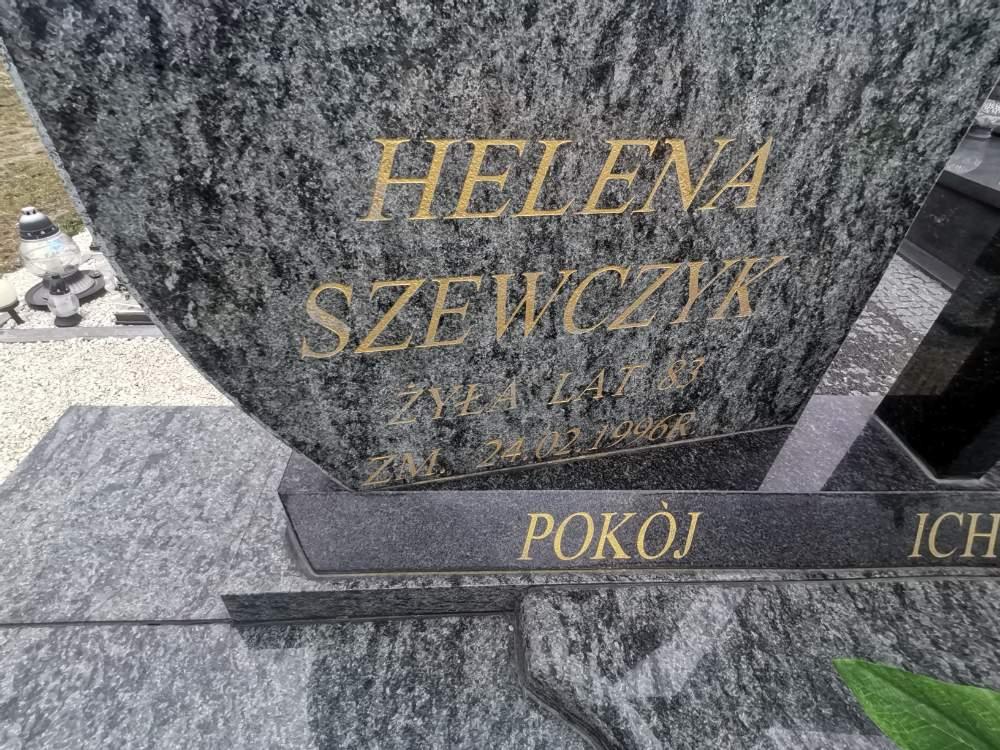 HELENA
SZEWCZYK
ŻYŁA LAT 83
ZM. 24.02.1996R
POKÒJ ICH